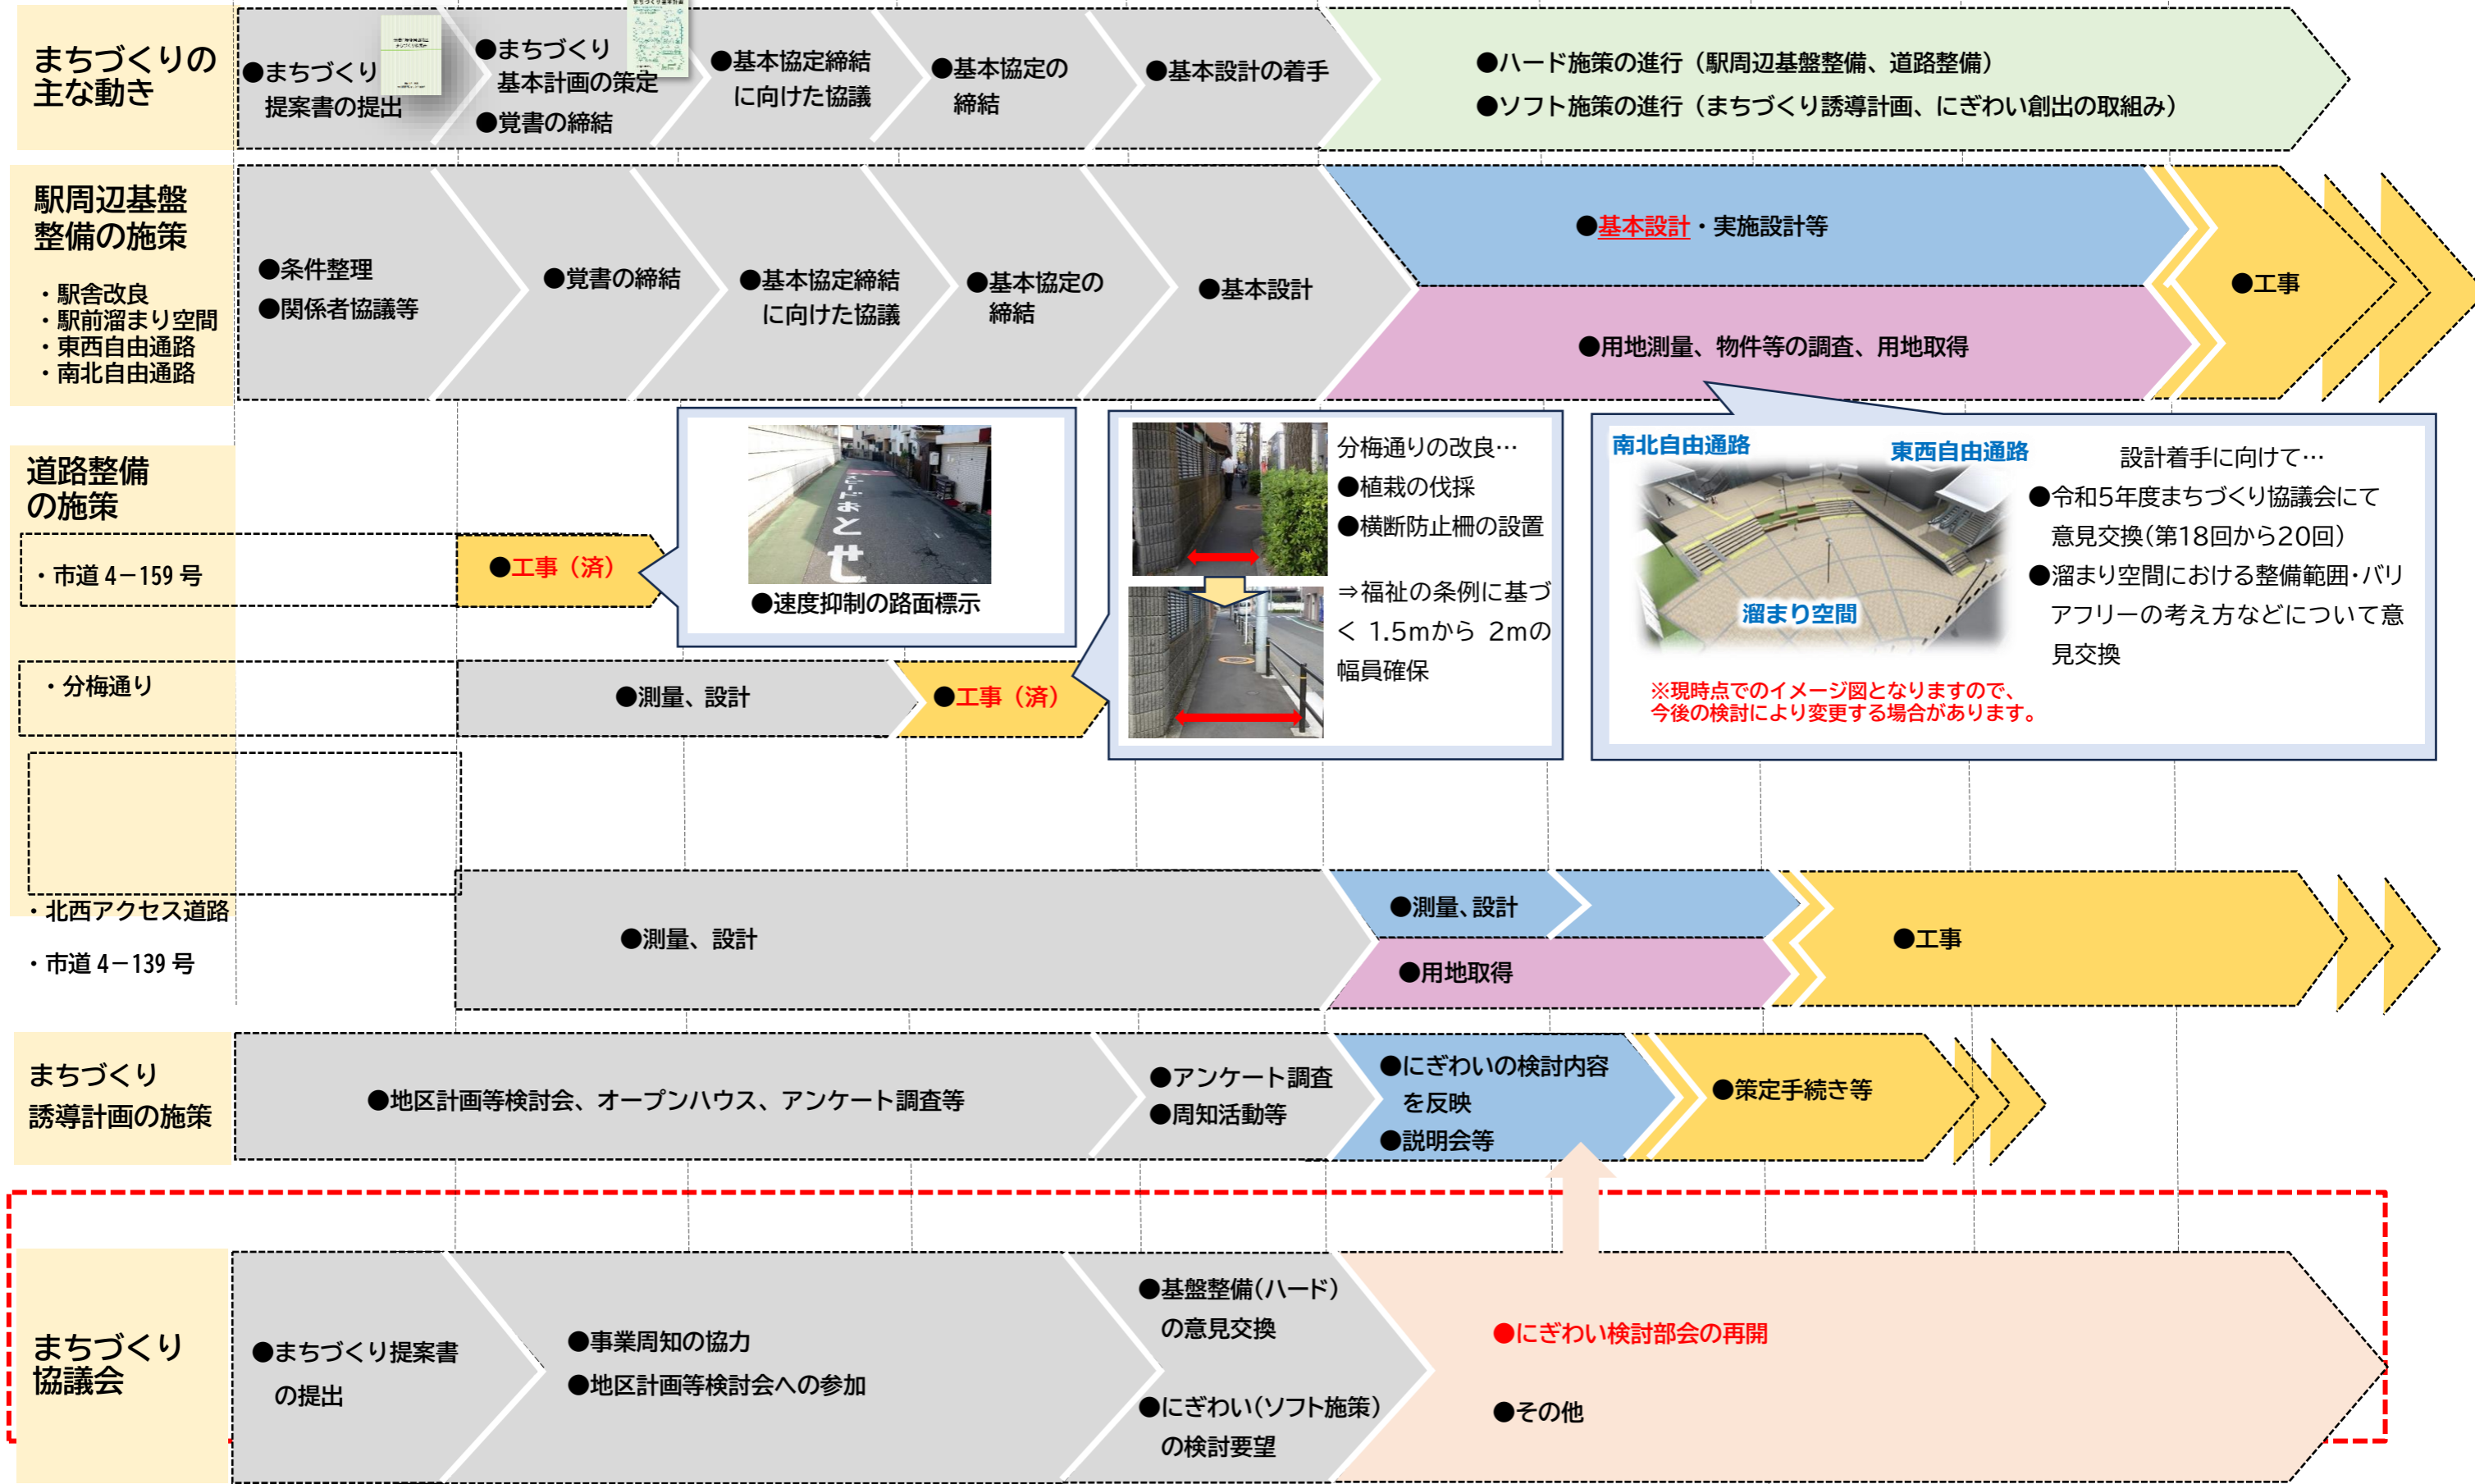 まちづくりの
主な動き
●まちづくり
提案書の提出
まちづくり基本計画
●まちづくり
基本計画の策定
●覚書の締結
●基本協定締結
に向けた協議
●基本協定の
締結
●基本設計の着手
●ハード施策の進行（駅周辺基盤整備、道路整備）
●ソフト施策の進行（まちづくり誘導計画、にぎわい創出の取組み）
駅周辺基盤
整備の施策
・駅舎改良
・駅前溜まり空間
・東西自由通路
・南北自由通路
●条件整理
●関係者協議等
●覚書の締結
●基本協定締結
に向けた協議
●基本協定の
締結
●基本設計
●基本設計・実施設計等
●用地測量、物件等の調査、用地取得
●工事
道路整備
の施策
・市道 4－159 号
●工事（済）
●速度抑制の路面標示
・分梅通り
●測量、設計
●工事（済）
分梅通りの改良…
●植栽の伐採
●横断防止柵の設置
⇒福祉の条例に基づ
く 1.5mから 2mの
幅員確保
南北自由通路
東西自由通路
溜まり空間
※現時点でのイメージ図となりますので、
今後の検討により変更する場合があります。
設計着手に向けて…
●令和5年度まちづくり協議会にて
意見交換(第18回から20回)
●溜まり空間における整備範囲・バリ
アフリーの考え方などについて意
見交換
・北西アクセス道路
・市道 4－139 号
●測量、設計
●測量、設計
●用地取得
●工事
まちづくり
誘導計画の施策
●地区計画等検討会、オープンハウス、アンケート調査等
●アンケート調査
●周知活動等
●にぎわいの検討内容
を反映
●説明会等
●策定手続き等
まちづくり
協議会
●まちづくり提案書
の提出
●事業周知の協力
●地区計画等検討会への参加
●基盤整備(ハード)
の意見交換
●にぎわい(ソフト施策)
の検討要望
●にぎわい検討部会の再開
●その他